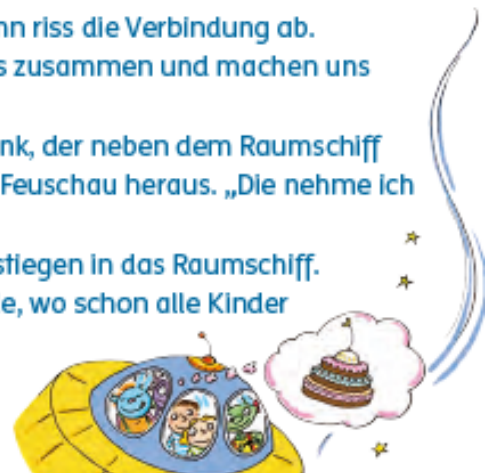 nn riss die Verbindung ab.
s zusammen und machen uns
nk, der neben dem Raumschiff
Feuschau heraus. „Die nehme ich
stiegen in das Raumschiff.
e, wo schon alle Kinder